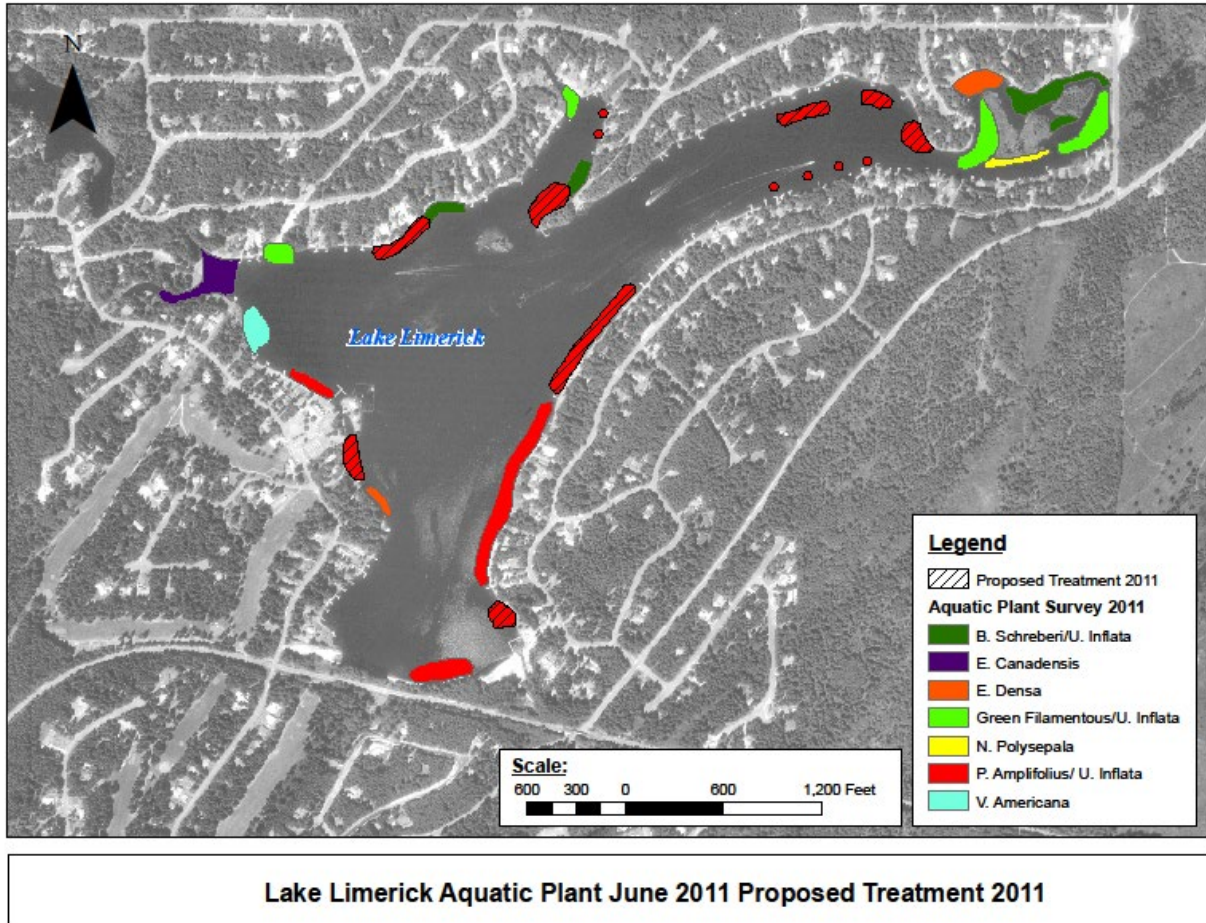 N
Lake Limerick
Legend
Proposed Treatment 2011
Aquatic Plant Survey 2011
B. Schreberi/U. Inflata
E. Canadensis
E. Densa
Green Filamentous/U. Inflata
N. Polysepala
P. Amplifolius/ U. Inflata
V. Americana
Scale:
600 300 0 600 1,200 Feet
Lake Limerick Aquatic Plant June 2011 Proposed Treatment 2011